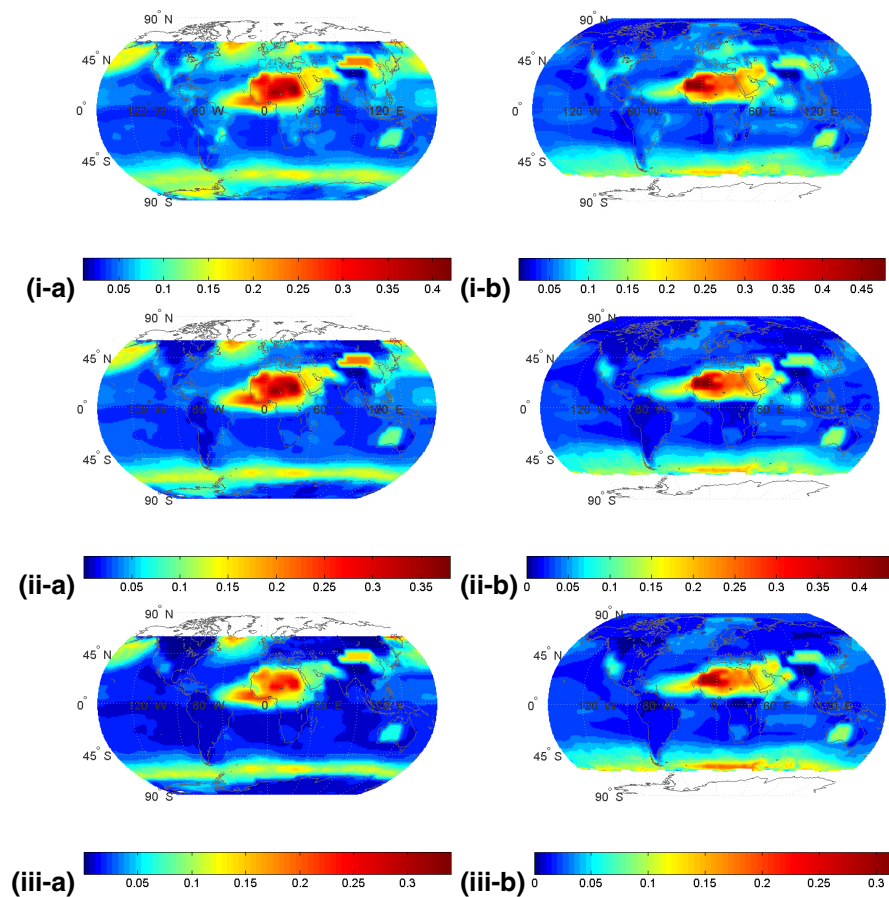 90° N
90° N
45° N
45° N
0° 120° W 60° W 0° 60° E 120° E
0° 120° W 60° W 0° 60° E 120° E
45° S
45° S
90° S
90° S
(i-a) 0.05 0.1 0.15 0.2 0.25 0.3 0.35 0.4
(i-b) 0.05 0.1 0.15 0.2 0.25 0.3 0.35 0.4 0.45
90° N
90° N
45° N
45° N
0° 120° W 60° W 0° 60° E 120° E
0° 120° W 60° W 0° 60° E 120° E
45° S
45° S
90° S
90° S
(ii-a) 0.05 0.1 0.15 0.2 0.25 0.3 0.35
(ii-b) 0 0.05 0.1 0.15 0.2 0.25 0.3 0.35 0.4
90° N
90° N
45° N
45° N
0° 120° W 60° W 0° 60° E 120° E
0° 120° W 60° W 0° 60° E 120° E
45° S
45° S
90° S
90° S
(iii-a) 0.05 0.1 0.15 0.2 0.25 0.3
(iii-b) 0 0.05 0.1 0.15 0.2 0.25 0.3